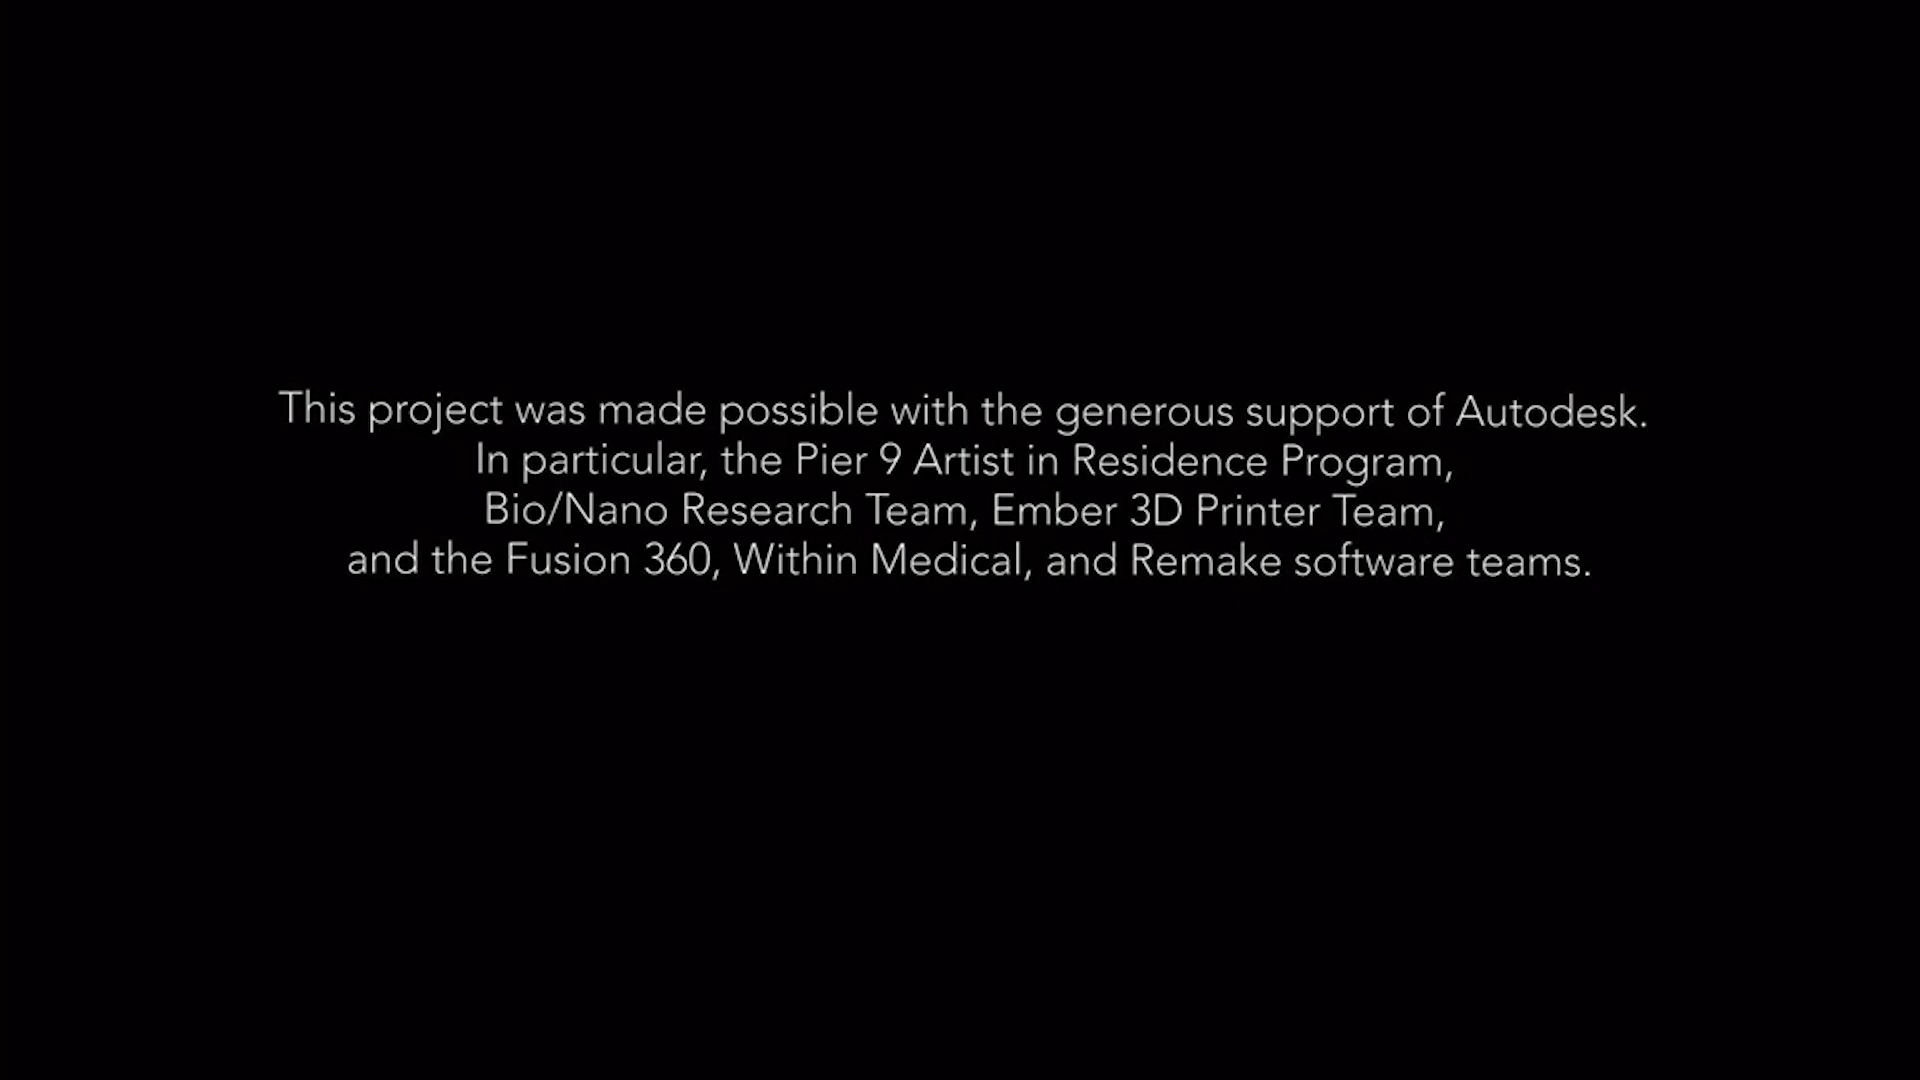 This project was made possible with the generous support of Autodesk.
In particular, the Pier 9 Artist in Residence Program,
Bio/Nano Research Team, Ember 3D Printer Team,
and the Fusion 360, Within Medical, and Remake software teams.